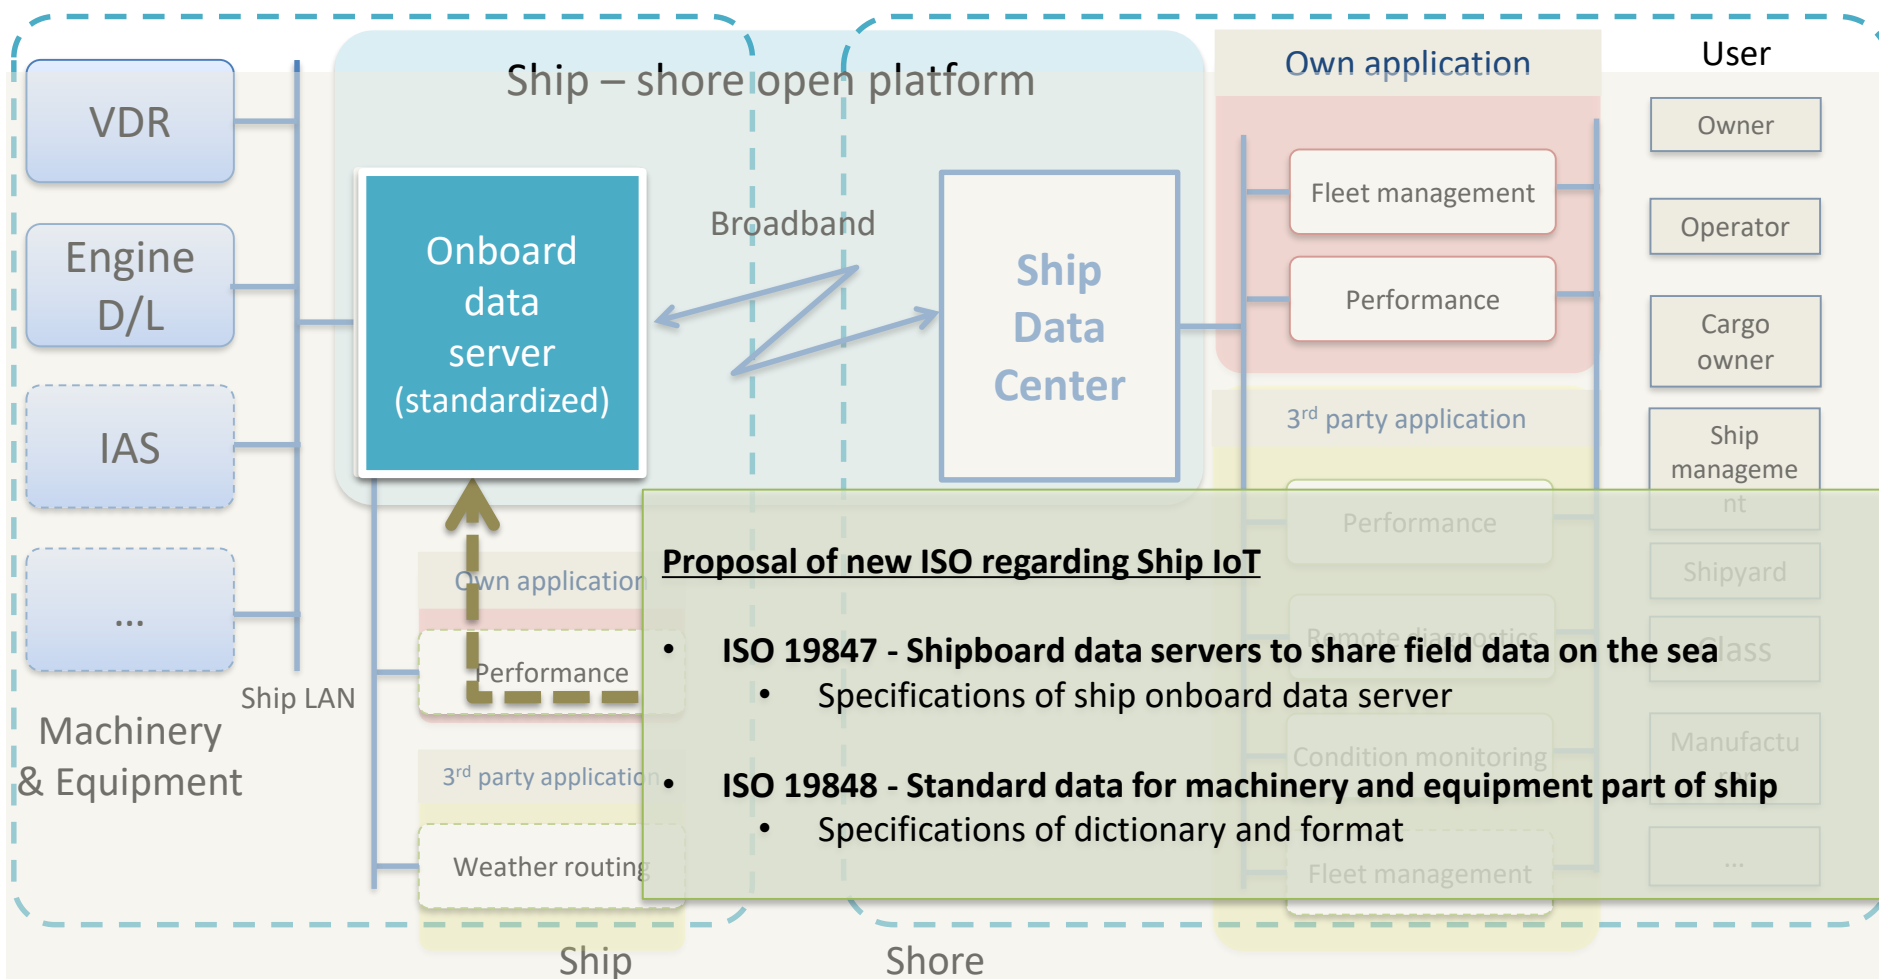 Ship – shore open platform
Own application
User
VDR
Engine
D/L
IAS
...
Ship LAN
Machinery
& Equipment
Onboard
data
server
(standardized)
Broadband
Ship
Data
Center
Own application
Performance
3rd party application
Weather routing
Fleet management
Performance
3rd party application
Performance
Remote diagnostics
Condition monitoring
Fleet management
Owner
Operator
Cargo
owner
Ship
manageme
nt
Shipyard
Class
Manufactu
...
Proposal of new ISO regarding Ship IoT
• ISO 19847 - Shipboard data servers to share field data on the sea
• Specifications of ship onboard data server
• ISO 19848 - Standard data for machinery and equipment part of ship
• Specifications of dictionary and format
Ship
Shore